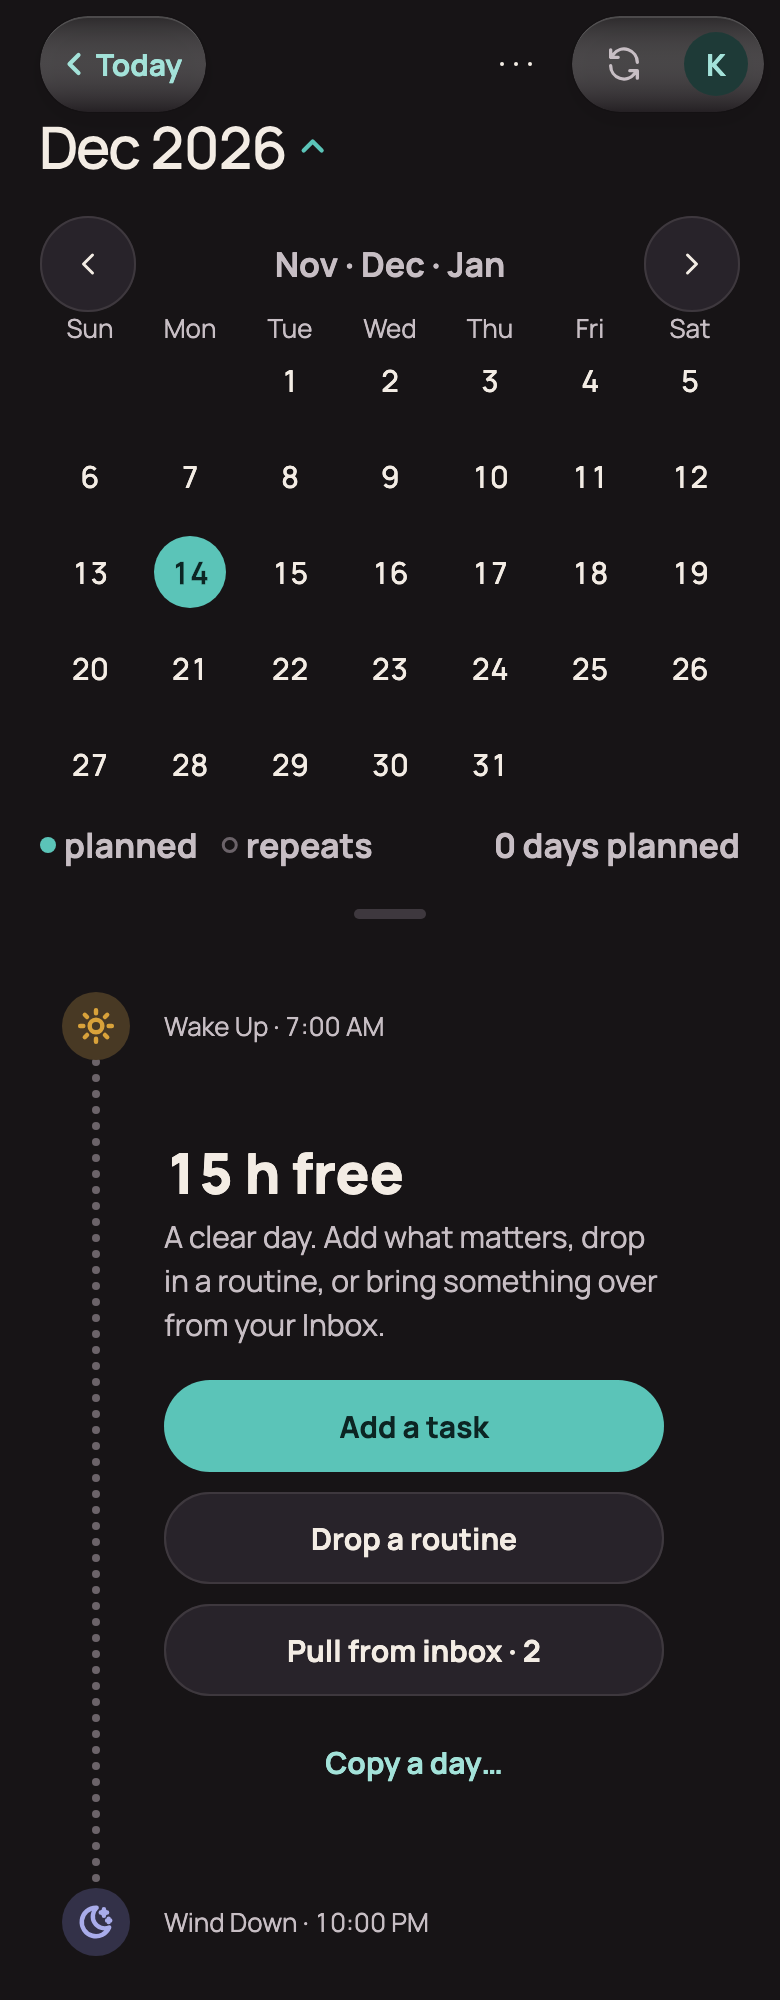 Today
···
K
Dec 2026
Nov · Dec · Jan
Sun Mon Tue Wed Thu Fri Sat
1 2 3 4 5
6 7 8 9 10 11 12
13 14 15 16 17 18 19
20 21 22 23 24 25 26
27 28 29 30 31
planned repeats 0 days planned
Wake Up · 7:00 AM
15 h free
A clear day. Add what matters, drop
in a routine, or bring something over
from your Inbox.
Add a task
Drop a routine
Pull from inbox · 2
Copy a day...
Wind Down · 10:00 PM